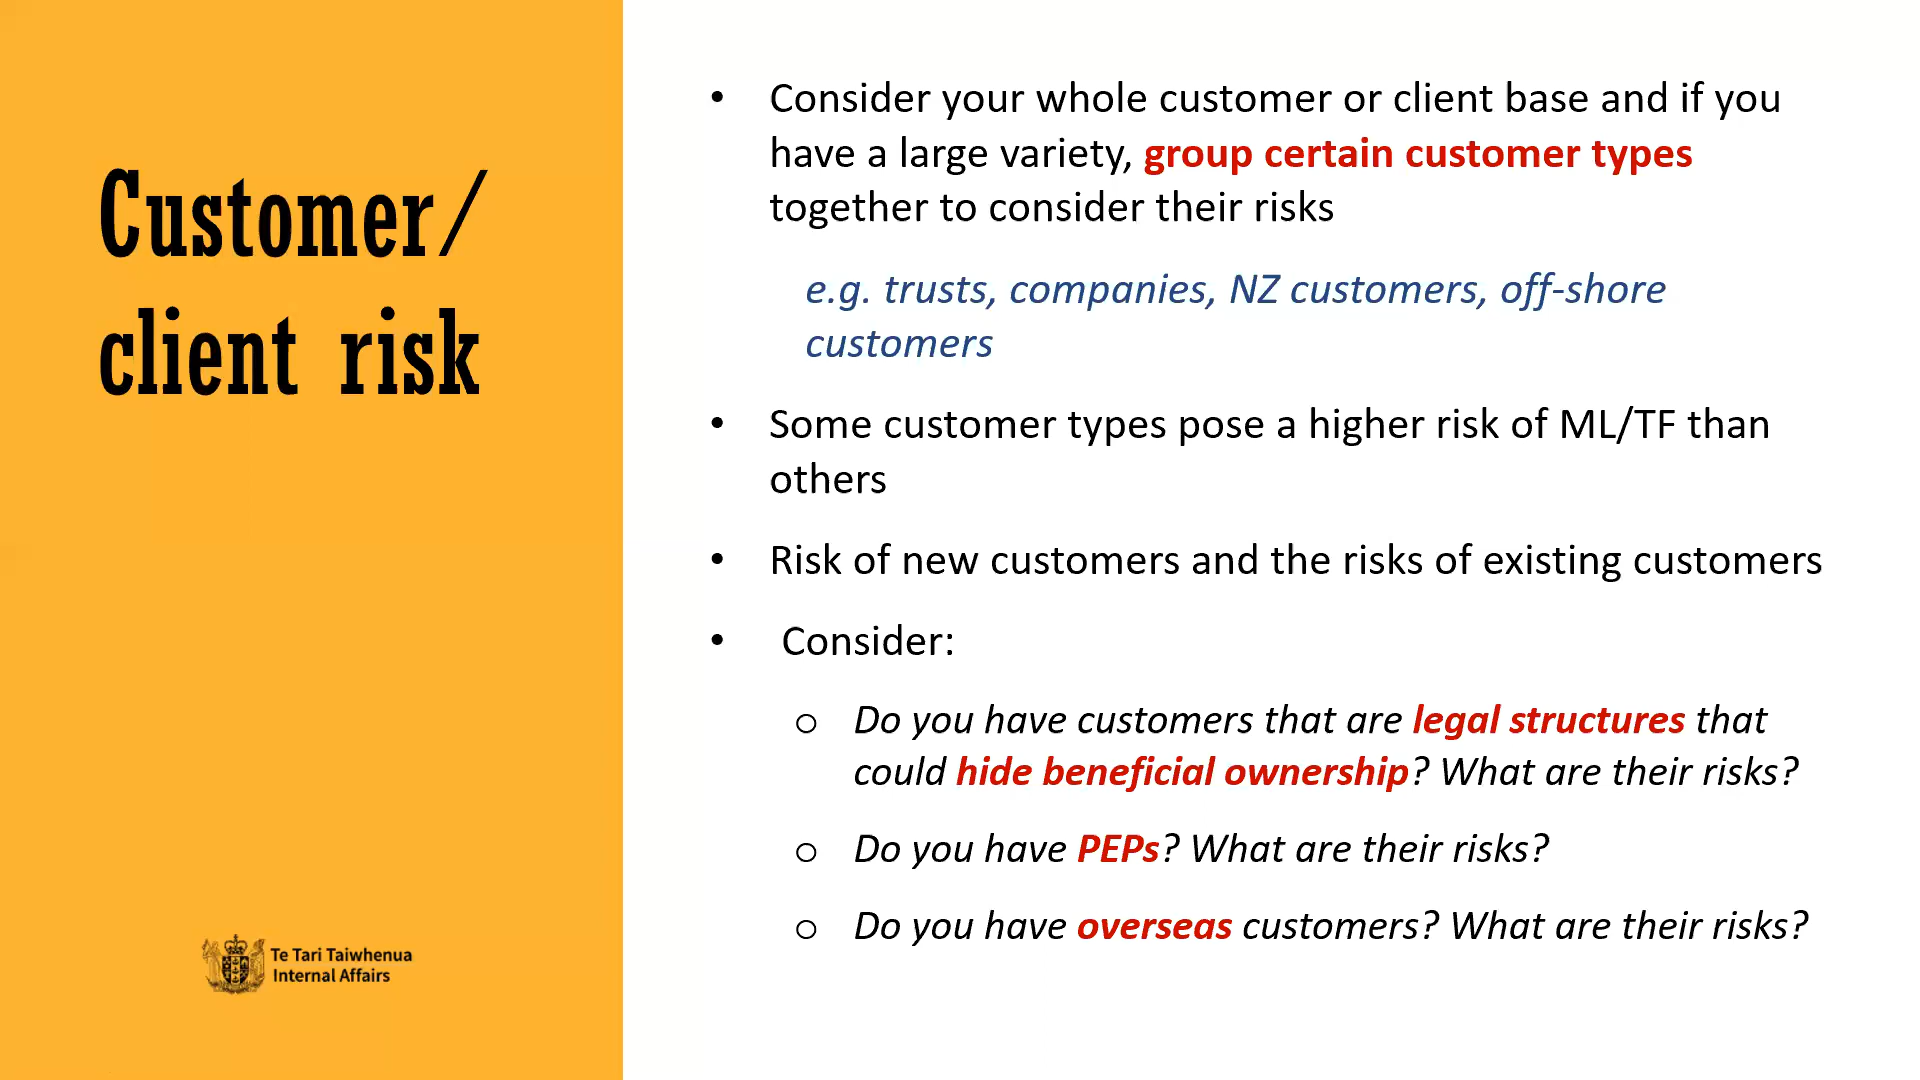 Customer/
client risk
• Consider your whole customer or client base and if you
have a large variety, group certain customer types
together to consider their risks
e.g. trusts, companies, NZ customers, off-shore
customers
• Some customer types pose a higher risk of ML/TF than
others
• Risk of new customers and the risks of existing customers
• Consider:
o Do you have customers that are legal structures that
could hide beneficial ownership? What are their risks?
o Do you have PEPs? What are their risks?
o Do you have overseas customers? What are their risks?
Te Tari Taiwhenua
Internal Affairs